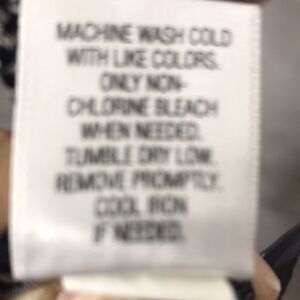 MACHINE WASH COLD
WITH LIKE COLORS.
ONLY NON-
CHLORINE BLEACH
WHEN NEEDED.
TUMBLE DRY LOW.
REMOVE PROMPTLY.
COOL IRON
IF NEEDED.